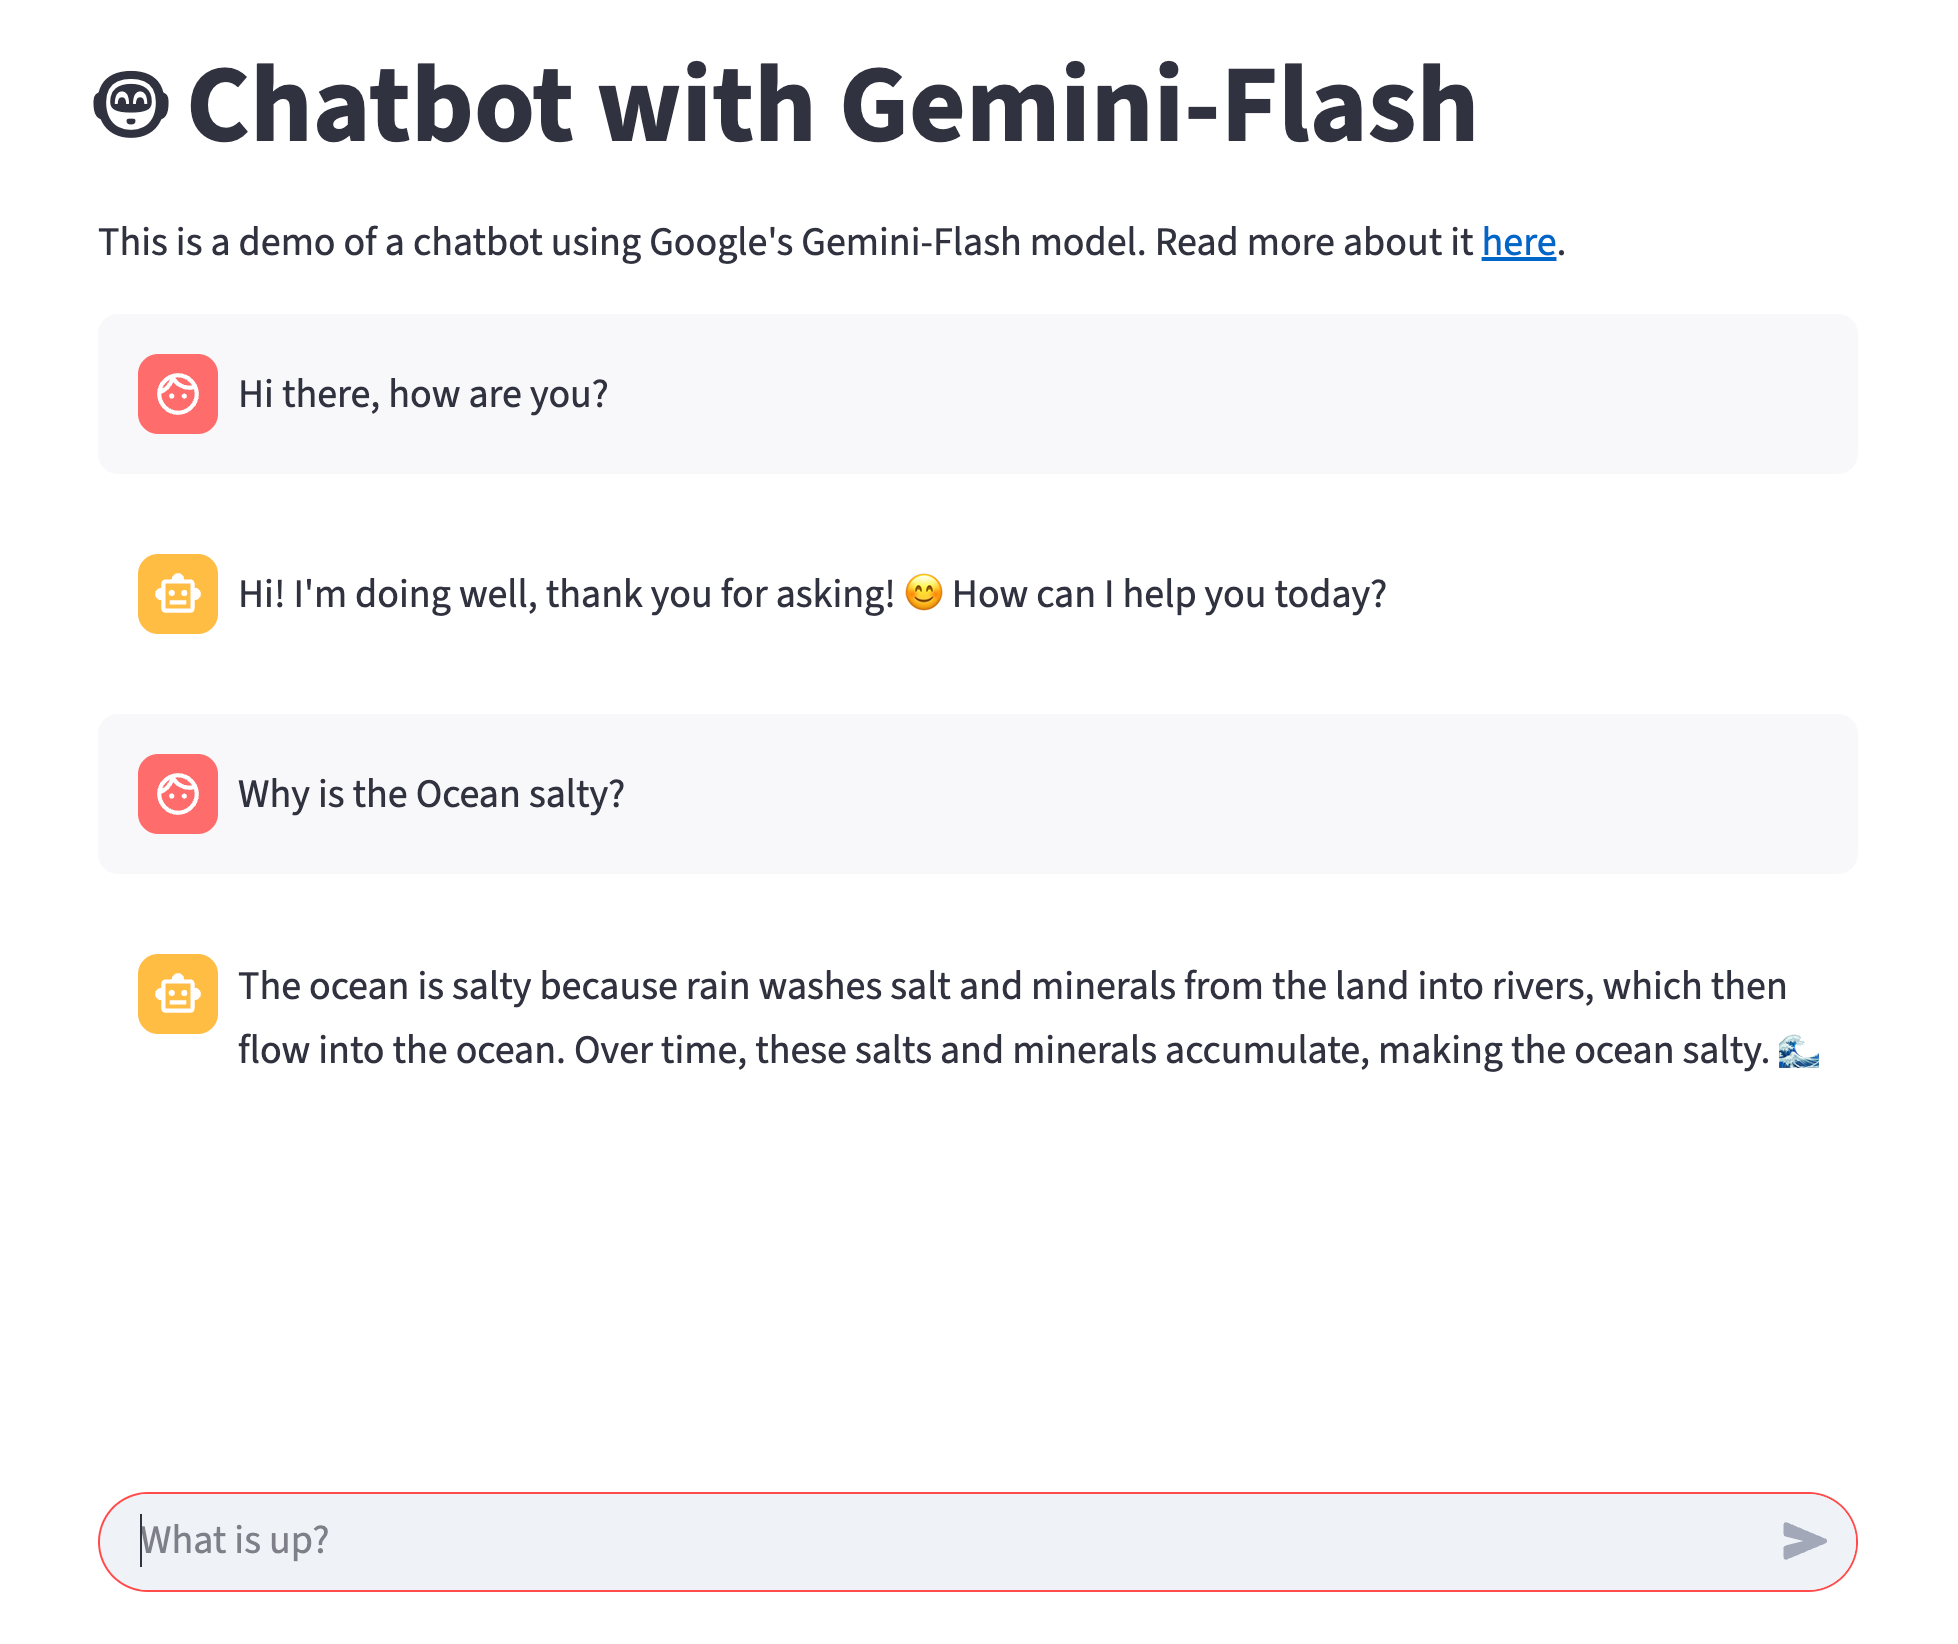 Chatbot with Gemini-Flash
This is a demo of a chatbot using Google's Gemini-Flash model. Read more about it here.
Hi there, how are you?
Hi! I'm doing well, thank you for asking! 😊 How can I help you today?
Why is the Ocean salty?
The ocean is salty because rain washes salt and minerals from the land into rivers, which then
flow into the ocean. Over time, these salts and minerals accumulate, making the ocean salty. 🌊
What is up?